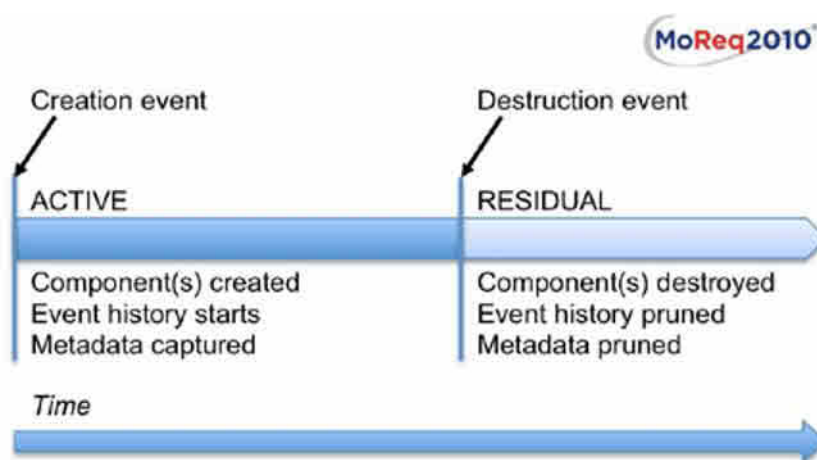 MoReq2010®
Creation event
Destruction event
ACTIVE
RESIDUAL
Component(s) created
Event history starts
Metadata captured
Component(s) destroyed
Event history pruned
Metadata pruned
Time